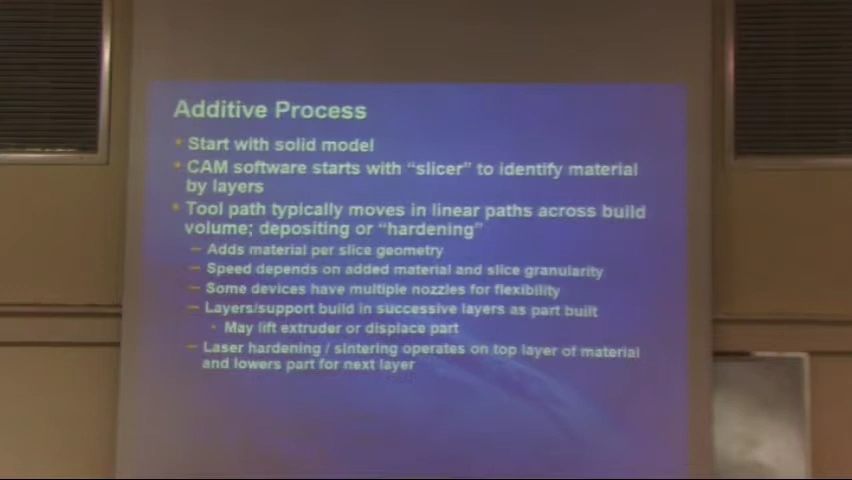 Additive Process
• Start with solid model
• CAM software starts with “slicer” to identify material
by layers
• Tool path typically moves in linear paths across build
volume; depositing or “hardening”
– Adds material per slice geometry
– Speed depends on added material and slice granularity
– Some devices have multiple nozzles for flexibility
– Layers/support build in successive layers as part built
• May lift extruder or displace part
– Laser hardening / sintering operates on top layer of material
and lowers part for next layer